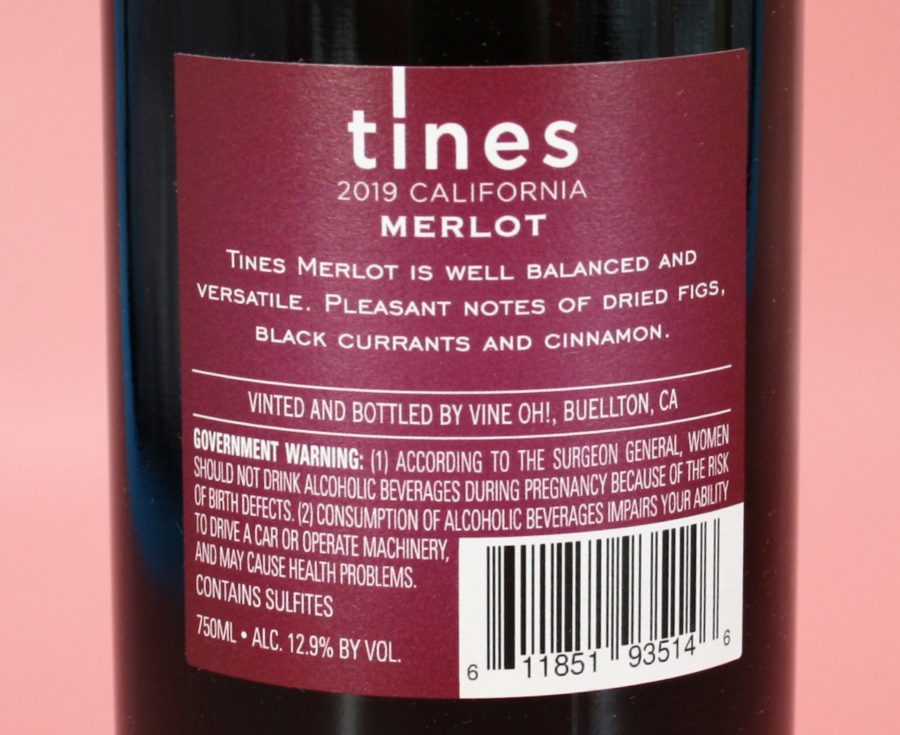 tines
2019 CALIFORNIA
MERLOT
TINES MERLOT IS WELL BALANCED AND
VERSATILE. PLEASANT NOTES OF DRIED FIGS,
BLACK CURRANTS AND CINNAMON.
VINTED AND BOTTLED BY VINE OH!, BUELLTON, CA
GOVERNMENT WARNING: (1) ACCORDING TO THE SURGEON GENERAL, WOMEN
SHOULD NOT DRINK ALCOHOLIC BEVERAGES DURING PREGNANCY BECAUSE OF THE RISK
OF BIRTH DEFECTS. (2) CONSUMPTION OF ALCOHOLIC BEVERAGES IMPAIRS YOUR ABILITY
TO DRIVE A CAR OR OPERATE MACHINERY,
AND MAY CAUSE HEALTH PROBLEMS.
CONTAINS SULFITES
750ML • ALC. 12.9% BY VOL.
6 11851 93514 6